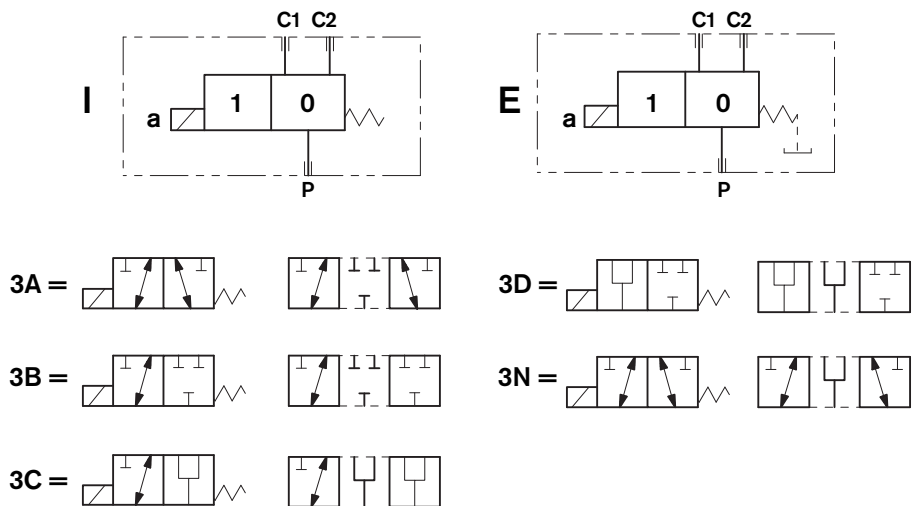 C1 C2
I
1 0
a
P
C1 C2
E
1 0
a
P
3A =
3B =
3C =
3D =
3N =